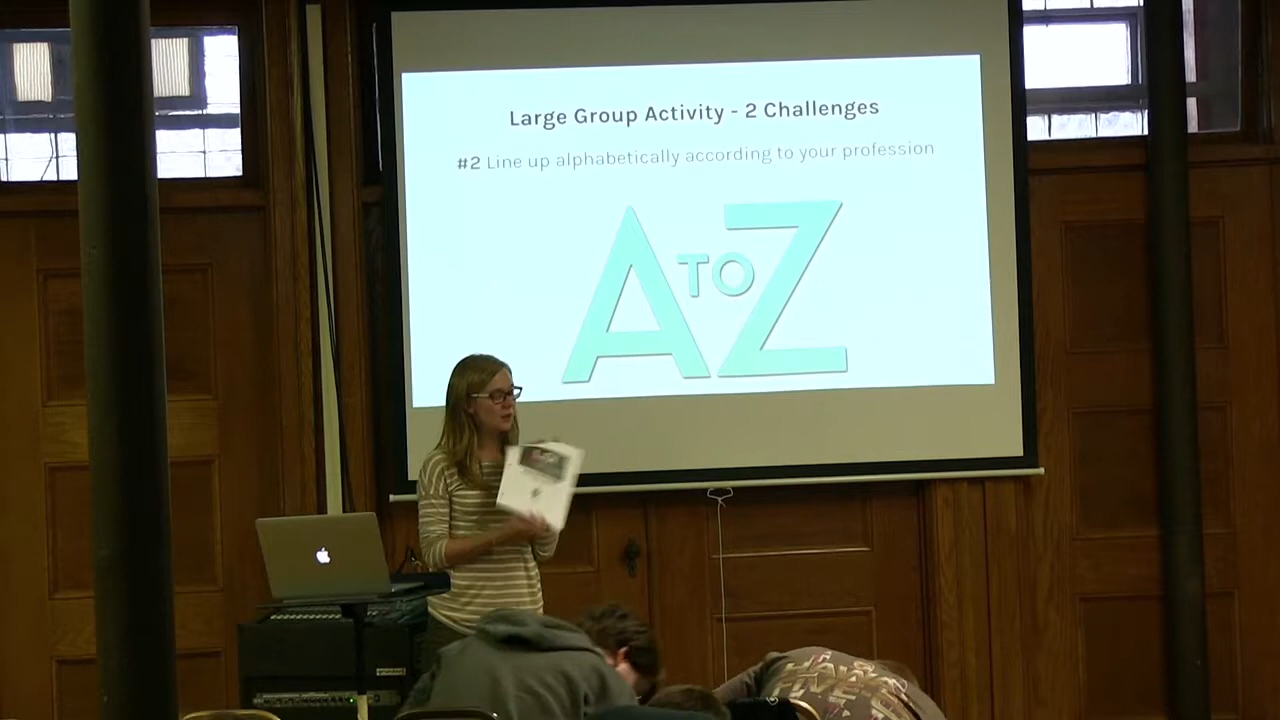 Large Group Activity - 2 Challenges
#2 Line up alphabetically according to your profession
A TO Z